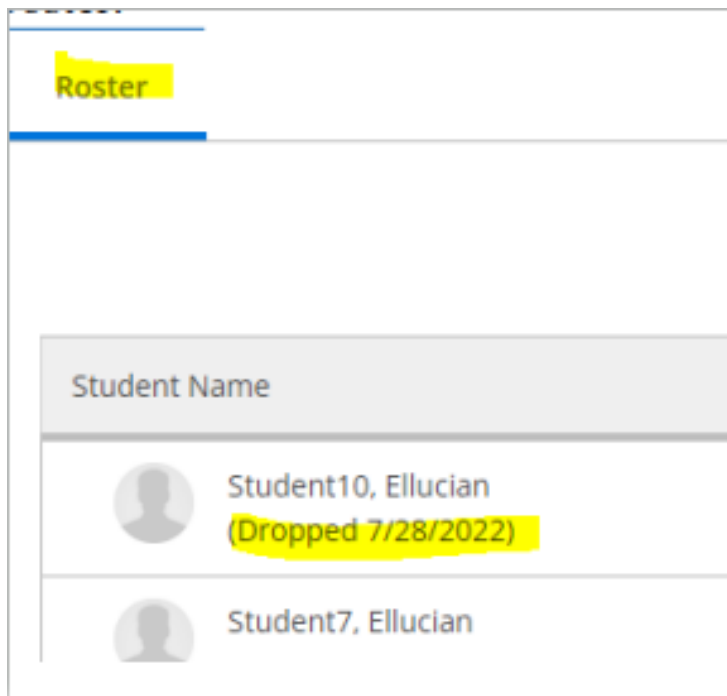 Roster
Student Name
Student10, Ellucian
(Dropped 7/28/2022)
Student7, Ellucian